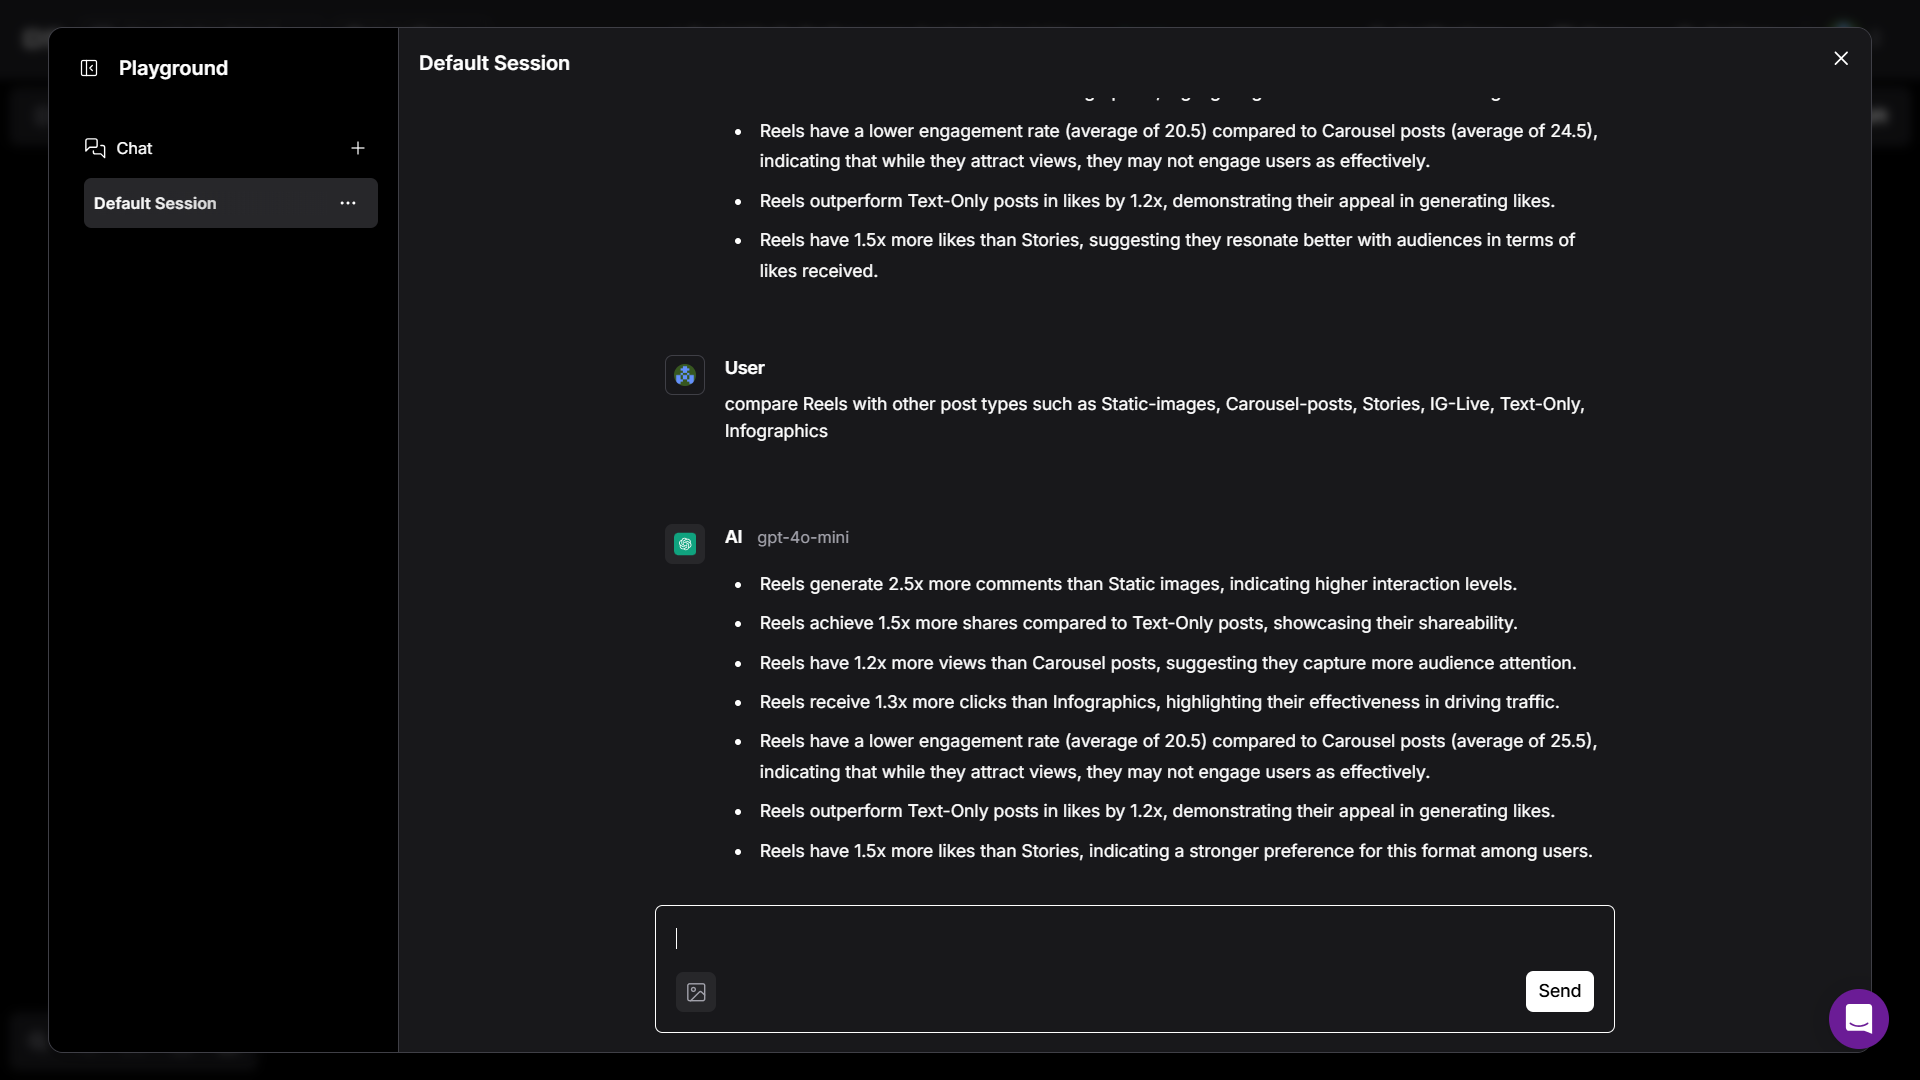 Playground
Default Session
Chat
Default Session
Reels have a lower engagement rate (average of 20.5) compared to Carousel posts (average of 24.5),
indicating that while they attract views, they may not engage users as effectively.
Reels outperform Text-Only posts in likes by 1.2x, demonstrating their appeal in generating likes.
Reels have 1.5x more likes than Stories, suggesting they resonate better with audiences in terms of
likes received.
User
compare Reels with other post types such as Static-images, Carousel-posts, Stories, IG-Live, Text-Only,
Infographics
AI gpt-4o-mini
Reels generate 2.5x more comments than Static images, indicating higher interaction levels.
Reels achieve 1.5x more shares compared to Text-Only posts, showcasing their shareability.
Reels have 1.2x more views than Carousel posts, suggesting they capture more audience attention.
Reels receive 1.3x more clicks than Infographics, highlighting their effectiveness in driving traffic.
Reels have a lower engagement rate (average of 20.5) compared to Carousel posts (average of 25.5),
indicating that while they attract views, they may not engage users as effectively.
Reels outperform Text-Only posts in likes by 1.2x, demonstrating their appeal in generating likes.
Reels have 1.5x more likes than Stories, indicating a stronger preference for this format among users.
Send